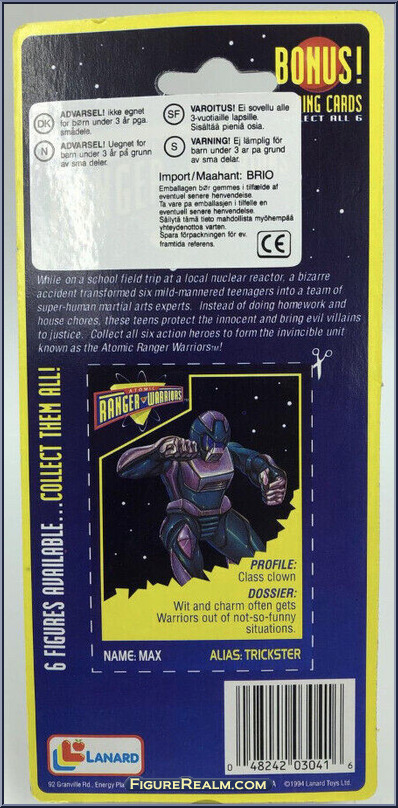 BONUS!
ING CARDS
LECT ALL 6
DK ADVARSEL! ikke egnet
for børn under 3 år pga
smådele.
N ADVARSEL! Uegnet for
barn under 3 år på grunn
av små deler.
SF VAROITUS! Ei sovellu alle
3-vuotiaille lapsille.
Sisältää pieniä osia.
S VARNING! Ej lämplig för
barn under 3 år pa grund
av små delar.
Import/Maahant: BRIO
Emballagen bør gemmes i tilfælde af
eventuel senere henvendelse.
Ta vare pa emballasjen i tilfelle en
eventuell senere henvendelse.
Säilytä tämä tieto mahdollista myöhempää
yhteydenottoa varten.
Spara förpackningen för ev.
framtida referens.
CE
While on a school field trip at a local nuclear reactor, a bizarre
accident transformed six mild-mannered teenagers into a team of
super-human martial arts experts. Instead of doing homework and
house chores, these teens protect the innocent and bring evil villains
to justice. Collect all six action heroes to form the invincible unit
known as the Atomic Ranger Warriors™!
6 FIGURES AVAILABLE...COLLECT THEM ALL!
ATOMIC
RANGER WARRIORS
PROFILE:
Class clown
DOSSIER:
Wit and charm often gets
Warriors out of not-so-funny
situations.
NAME: MAX ALIAS: TRICKSTER
LANARD
0 48242 03041 6
92 Granville Rd., Energy Pla
©1994 Lanard Toys Ltd.
FigureRealm.com